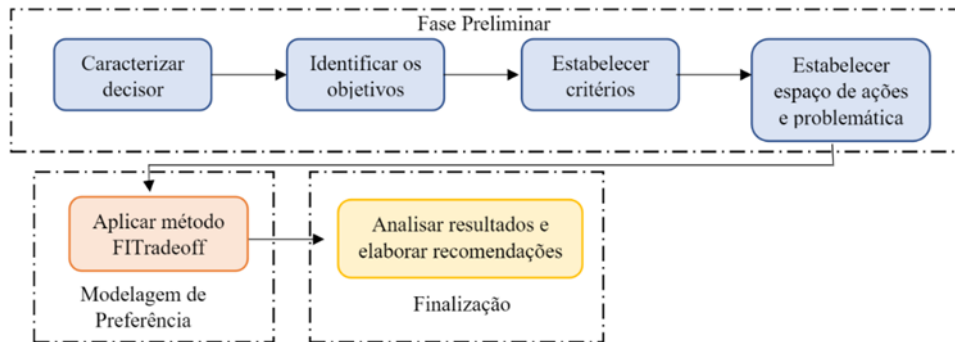 Fase Preliminar
Caracterizar
decisor
Identificar os
objetivos
Estabelecer
critérios
Estabelecer
espaço de ações
e problemática
Aplicar método
FITradeoff
Modelagem de
Preferência
Analisar resultados e
elaborar recomendações
Finalização